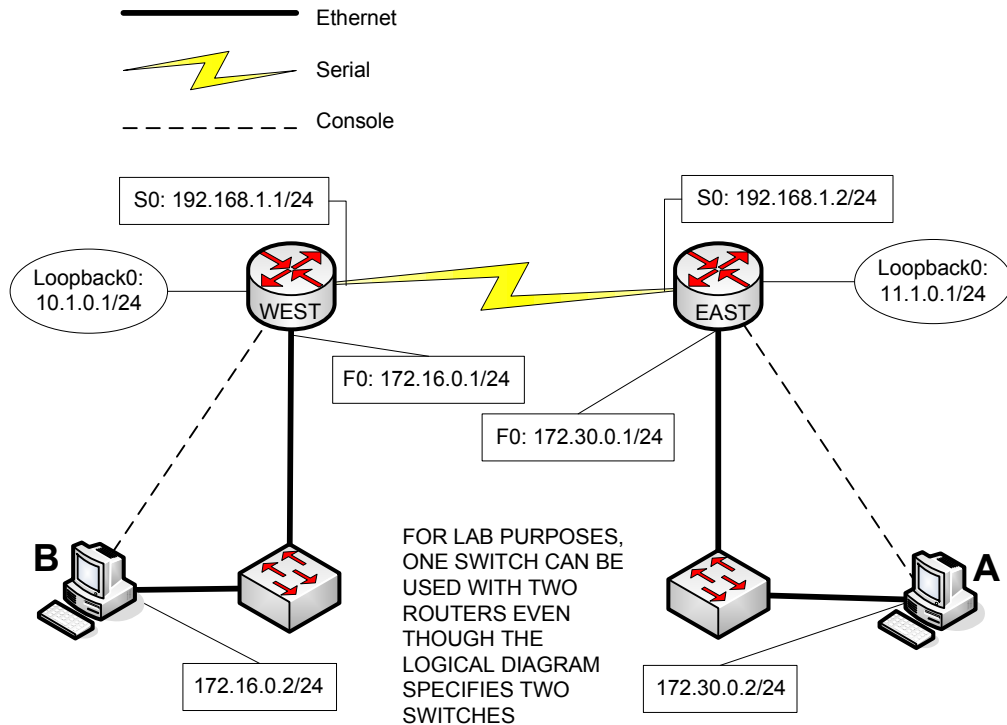 Ethernet
Serial
Console
S0: 192.168.1.1/24
S0: 192.168.1.2/24
Loopback0:
10.1.0.1/24
WEST
EAST
Loopback0:
11.1.0.1/24
F0: 172.16.0.1/24
F0: 172.30.0.1/24
B
FOR LAB PURPOSES,
ONE SWITCH CAN BE
USED WITH TWO
ROUTERS EVEN
THOUGH THE
LOGICAL DIAGRAM
SPECIFIES TWO
SWITCHES
A
172.16.0.2/24
172.30.0.2/24